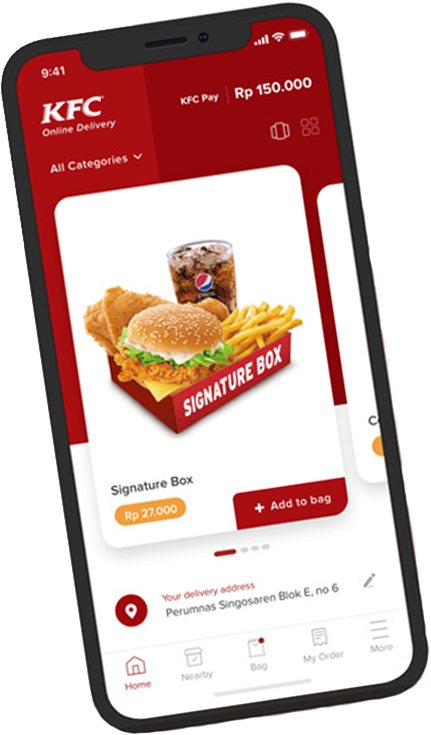 9:41
KFC
Online Delivery
KFC Pay
Rp 150.000
All Categories
SIGNATURE BOX
Signature Box
Rp 27.000
+ Add to bag
Your delivery address
Perumnas Singosaren Blok E, no 6
Home
Nearby
Bag
My Order
More